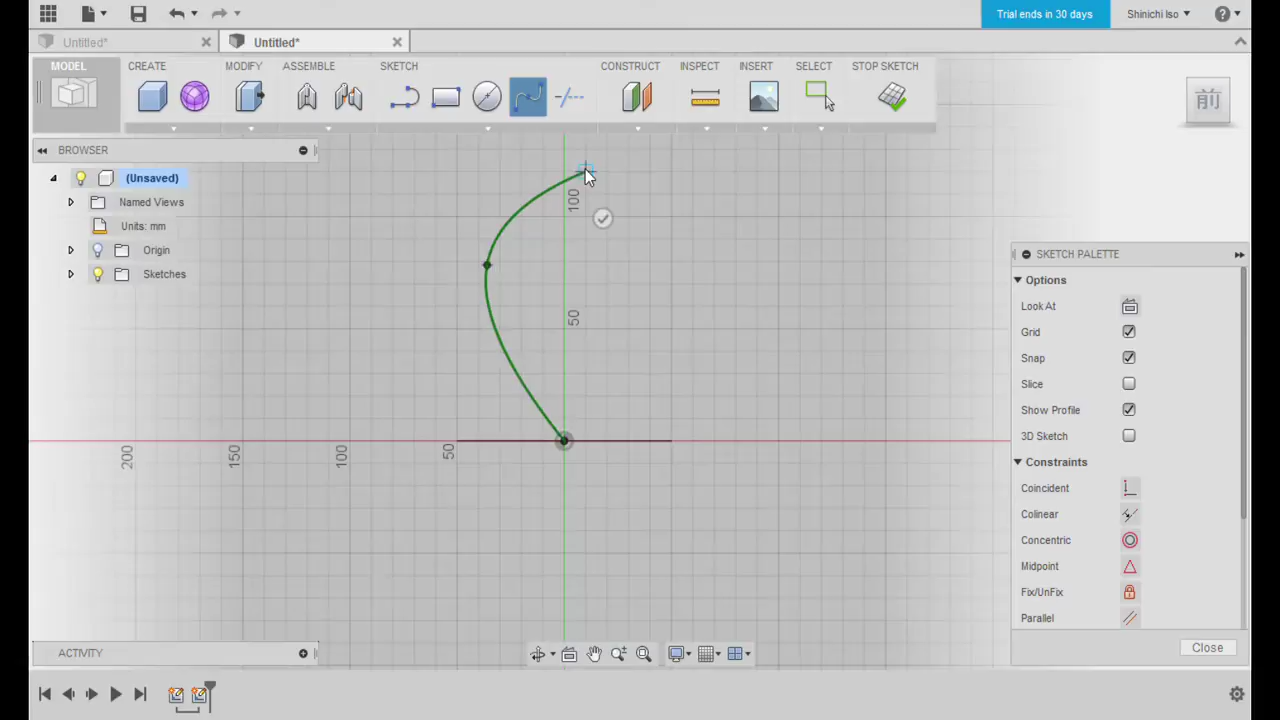 Trial ends in 30 days
Shinichi Iso
?
Untitled*
Untitled*
MODEL
CREATE
MODIFY
ASSEMBLE
SKETCH
CONSTRUCT
INSPECT
INSERT
SELECT
STOP SKETCH
前
BROWSER
(Unsaved)
Named Views
Units: mm
Origin
Sketches
100
50
200
150
100
50
SKETCH PALETTE
Options
Look At
Grid
Snap
Slice
Show Profile
3D Sketch
Constraints
Coincident
Colinear
Concentric
Midpoint
Fix/UnFix
Parallel
Close
ACTIVITY